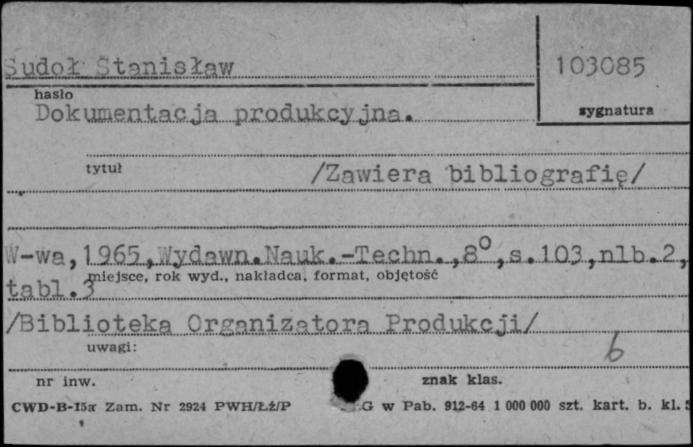 Sudoł Stanisław
103085
hasło
sygnatura
Dokumentacja produkcyjna.
tytuł
/Zawiera bibliografię/
W-wa,1965,Wydawn.Nauk.-Techn.,8°,s.103,nlb.2,
miejsce, rok wyd., nakładca, format, objętość
tabl.3
/Biblioteka Organizatora Produkcji/
uwagi:
6
nr inw.
znak klas.
CWD-B-15a Zam. Nr 2924 PWH/Łż/P G w Pab. 912-64 1 000 000 szt. kart. b. kl.